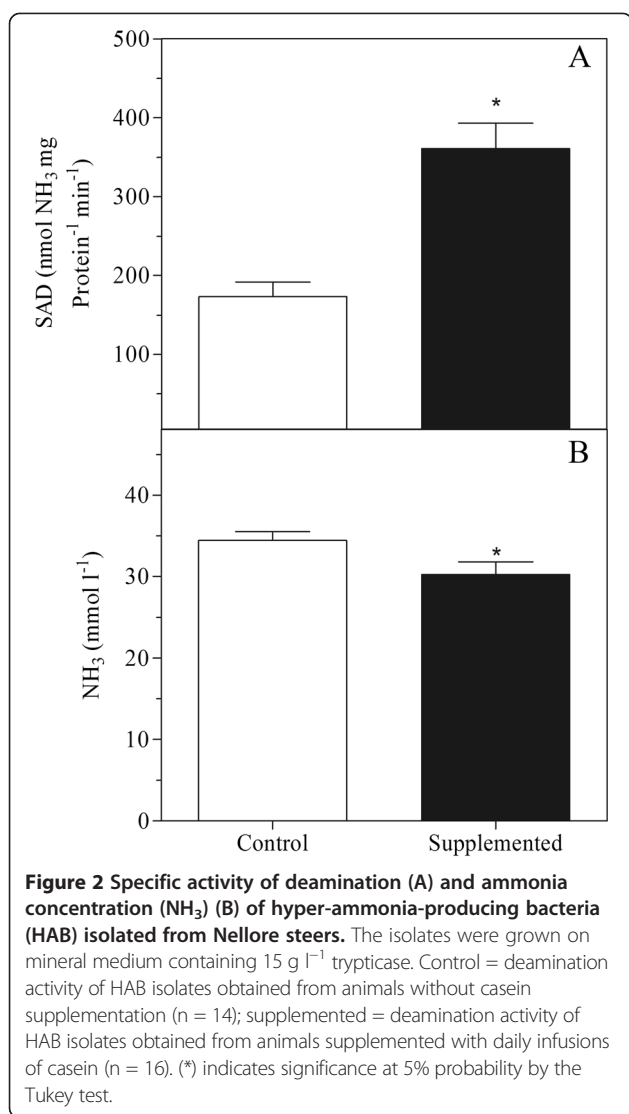 500
A
*
400
300
SAD (nmol NH₃ mg
Protein⁻¹ min⁻¹)
200
100
B
40
*
30
NH₃ (mmol l⁻¹)
20
10
0
Control Supplemented
Figure 2 Specific activity of deamination (A) and ammonia
concentration (NH₃) (B) of hyper-ammonia-producing bacteria
(HAB) isolated from Nellore steers. The isolates were grown on
mineral medium containing 15 g l⁻¹ trypticase. Control = deamination
activity of HAB isolates obtained from animals without casein
supplementation (n = 14); supplemented = deamination activity of
HAB isolates obtained from animals supplemented with daily infusions
of casein (n = 16). (*) indicates significance at 5% probability by the
Tukey test.